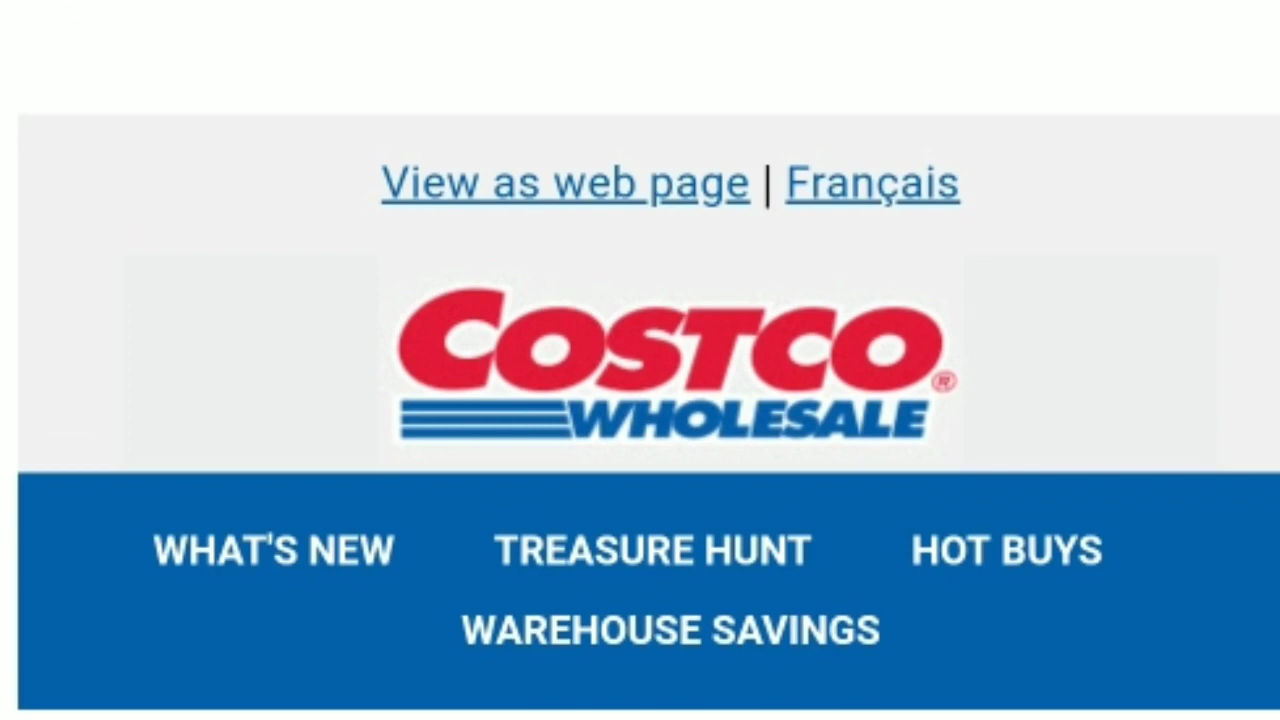 View as web page | Français
COSTCO®
WHOLESALE
WHAT'S NEW TREASURE HUNT HOT BUYS
WAREHOUSE SAVINGS